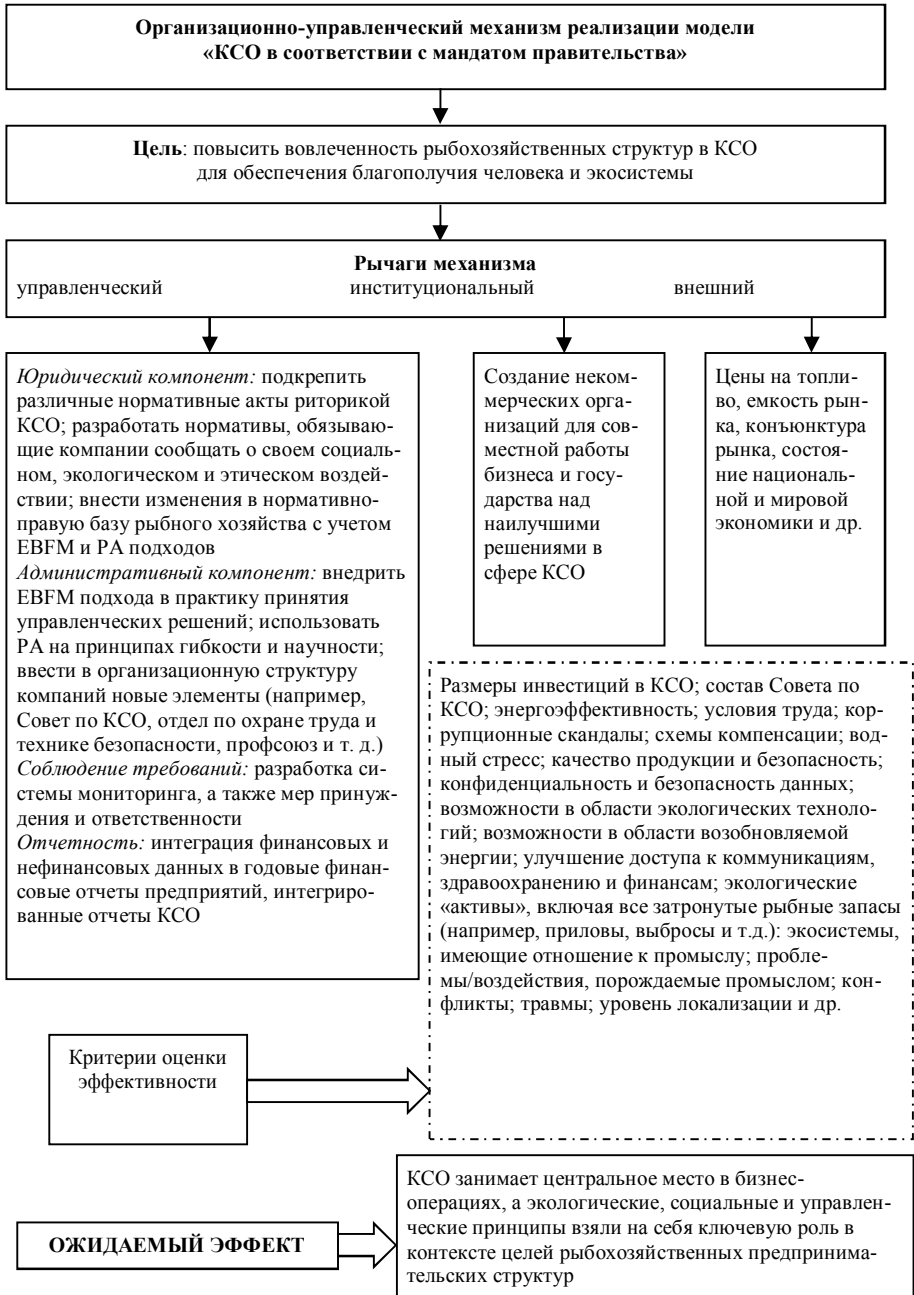 Организационно-управленческий механизм реализации модели
«КСО в соответствии с мандатом правительства»
Цель: повысить вовлеченность рыбохозяйственных структур в КСО
для обеспечения благополучия человека и экосистемы
Рычаги механизма
управленческий институциональный внешний
Юридический компонент: подкрепить
различные нормативные акты риторикой
КСО; разработать нормативы, обязываю-
щие компании сообщать о своем социаль-
ном, экологическом и этическом воздей-
ствии; внести изменения в нормативно-
правую базу рыбного хозяйства с учетом
EBFM и PA подходов
Административный компонент: внедрить
EBFM подхода в практику принятия
управленческих решений; использовать
PA на принципах гибкости и научности;
ввести в организационную структуру
компаний новые элементы (например,
Совет по КСО, отдел по охране труда и
технике безопасности, профсоюз и т. д.)
Соблюдение требований: разработка си-
стемы мониторинга, а также мер принуж-
дения и ответственности
Отчетность: интеграция финансовых и
нефинансовых данных в годовые финан-
совые отчеты предприятий, интегриро-
ванные отчеты КСО
Создание неком-
мерческих орга-
низаций для сов-
местной работы
бизнеса и госу-
дарства над
наилучшими
решениями в
сфере КСО
Цены на топли-
во, емкость рын-
ка, конъюнктура
рынка, состоя-
ние националь-
ной и мировой
экономики и др.
Размеры инвестиций в КСО; состав Совета по
КСО; энергоэффективность; условия труда; кор-
рупционные скандалы; схемы компенсации; вод-
ный стресс; качество продукции и безопасность;
конфиденциальность и безопасность данных;
возможности в области экологических техноло-
гий; возможности в области возобновляемой
энергии; улучшение доступа к коммуникациям,
здравоохранению и финансам; экологические
«активы», включая все затронутые рыбные запасы
(например, приловы, выбросы и т.д.): экосистемы,
имеющие отношение к промыслу; пробле-
мы/воздействия, порождаемые промыслом; кон-
фликты; травмы; уровень локализации и др.
Критерии оценки
эффективности
КСО занимает центральное место в бизнес-
операциях, а экологические, социальные и управлен-
ческие принципы взяли на себя ключевую роль в
контексте целей рыбохозяйственных предпринима-
тельских структур
ОЖИДАЕМЫЙ ЭФФЕКТ